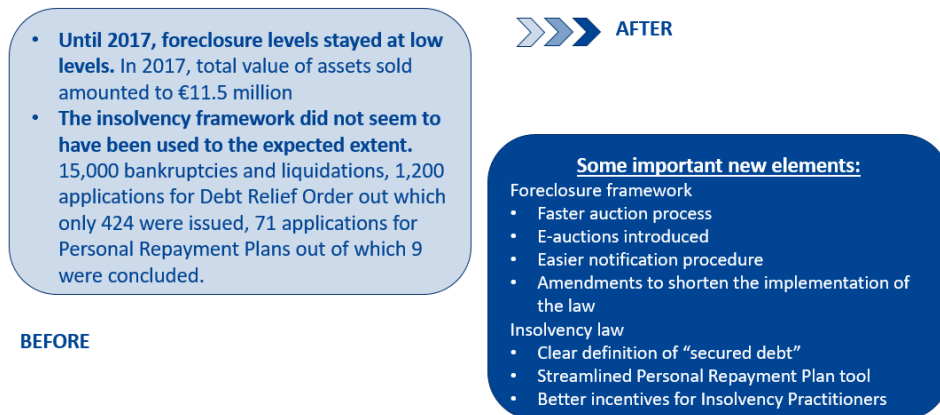 • Until 2017, foreclosure levels stayed at low
levels. In 2017, total value of assets sold
amounted to €11.5 million
• The insolvency framework did not seem to
have been used to the expected extent.
15,000 bankruptcies and liquidations, 1,200
applications for Debt Relief Order out which
only 424 were issued, 71 applications for
Personal Repayment Plans out of which 9
were concluded.
BEFORE
AFTER
Some important new elements:
Foreclosure framework
• Faster auction process
• E-auctions introduced
• Easier notification procedure
• Amendments to shorten the implementation of
the law
Insolvency law
• Clear definition of “secured debt”
• Streamlined Personal Repayment Plan tool
• Better incentives for Insolvency Practitioners